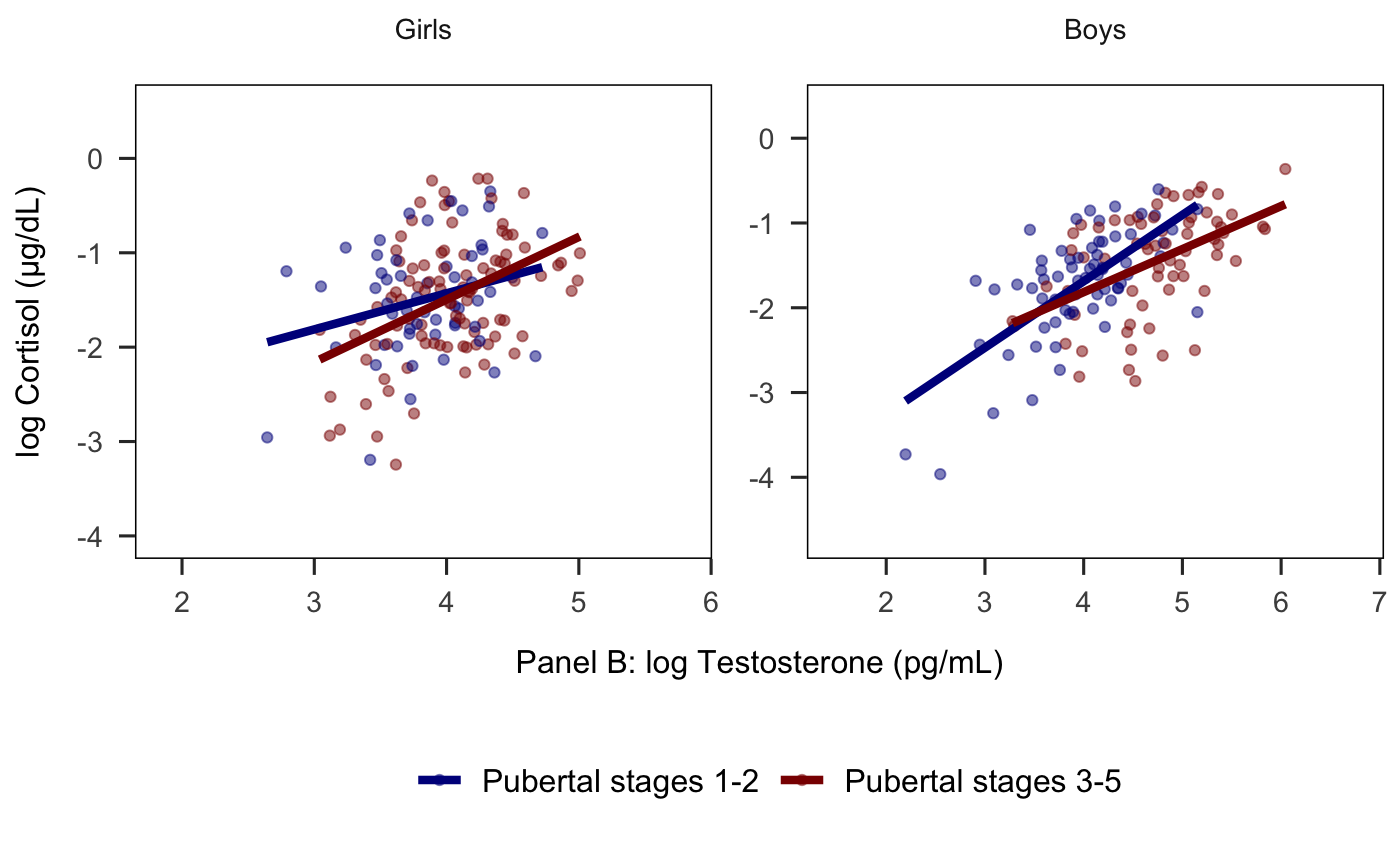 Girls
Boys
log Cortisol (µg/dL)
0
-1
-2
-3
-4
2 3 4 5 6
0
-1
-2
-3
-4
2 3 4 5 6 7
Panel B: log Testosterone (pg/mL)
Pubertal stages 1-2
Pubertal stages 3-5